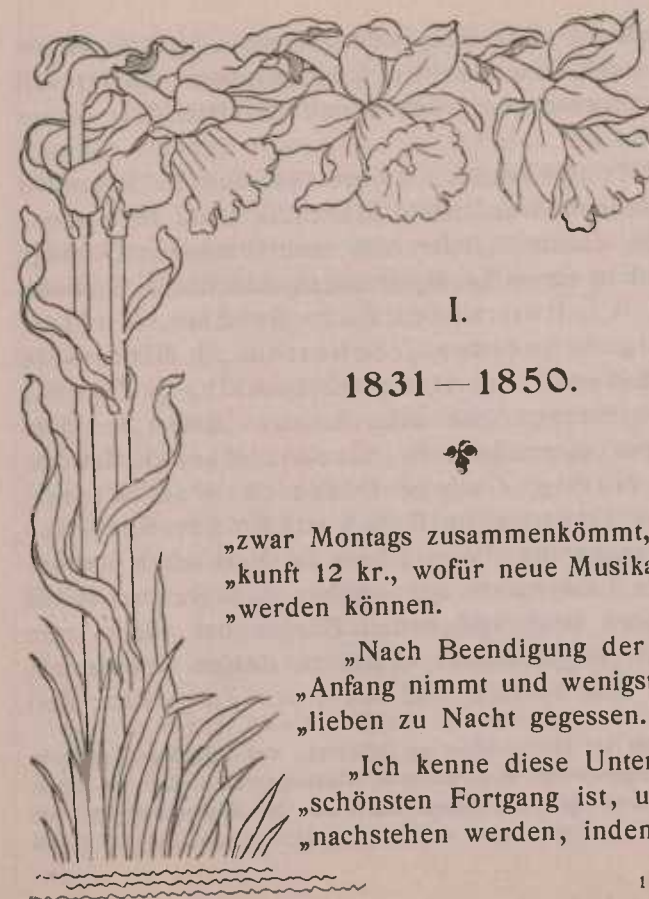 I.
1831—1850.
„zwar Montags zusammenkömmt,
„kunft 12 kr., wofür neue Musika
„werden können.
„Nach Beendigung der
„Anfang nimmt und wenigst
„lieben zu Nacht gegessen.
„Ich kenne diese Unter
„schönsten Fortgang ist, u
„nachstehen werden, inden
1